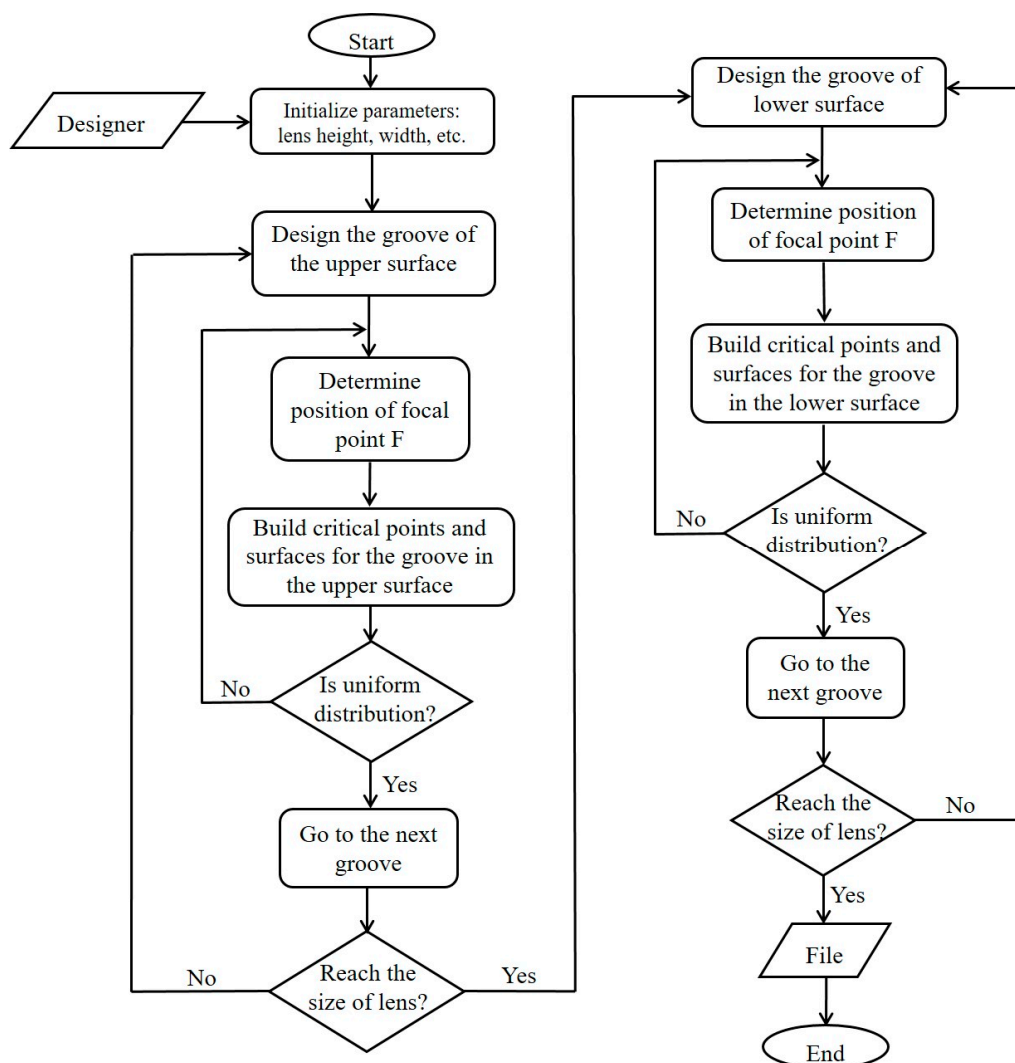 Start
Designer
Initialize parameters:
lens height, width, etc.
Design the groove of
the upper surface
Determine
position of focal
point F
Build critical points and
surfaces for the groove in
the upper surface
Is uniform
distribution?
No
Yes
Go to the next
groove
Reach the
size of lens?
No
Yes
Design the groove of
lower surface
Determine position
of focal point F
Build critical points and
surfaces for the groove
in the lower surface
Is uniform
distribution?
No
Yes
Go to the
next groove
Reach the
size of lens?
No
Yes
File
End